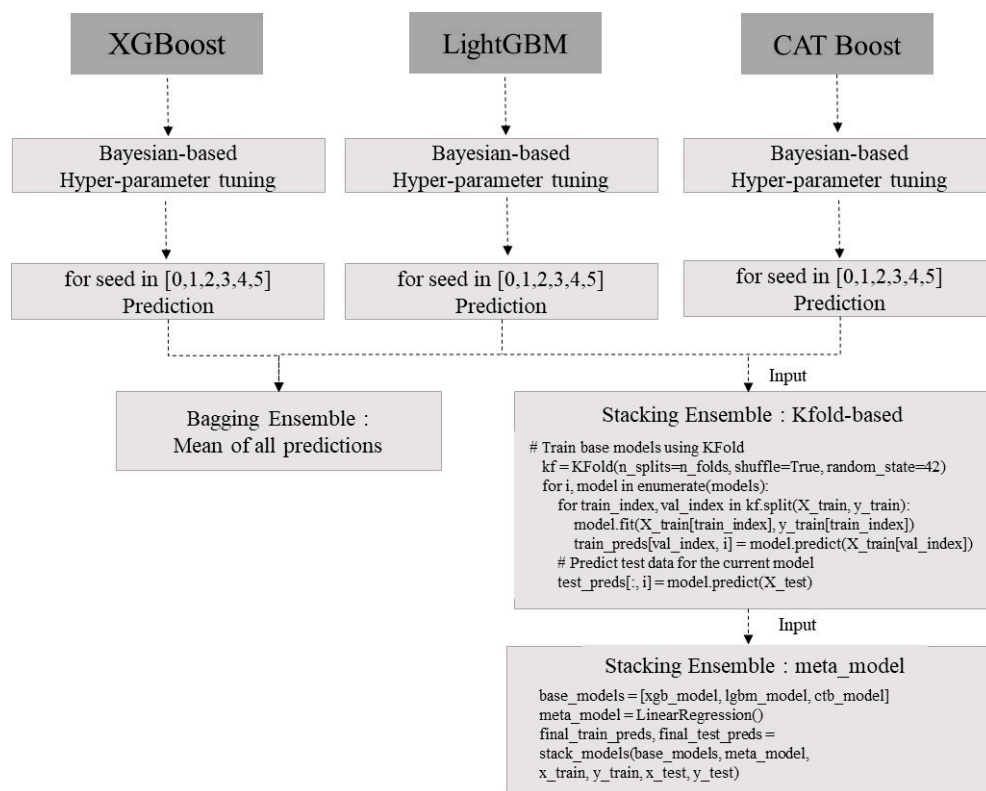 XGBoost
LightGBM
CAT Boost
Bayesian-based
Hyper-parameter tuning
Bayesian-based
Hyper-parameter tuning
Bayesian-based
Hyper-parameter tuning
for seed in [0,1,2,3,4,5]
Prediction
for seed in [0,1,2,3,4,5]
Prediction
for seed in [0,1,2,3,4,5]
Prediction
Input
Bagging Ensemble :
Mean of all predictions
Stacking Ensemble : Kfold-based
# Train base models using KFold
kf = KFold(n_splits=n_folds, shuffle=True, random_state=42)
for i, model in enumerate(models):
for train_index, val_index in kf.split(X_train, y_train):
model.fit(X_train[train_index], y_train[train_index])
train_preds[val_index, i] = model.predict(X_train[val_index])
# Predict test data for the current model
test_preds[:, i] = model.predict(X_test)
Input
Stacking Ensemble : meta_model
base_models = [xgb_model, lgbm_model, ctb_model]
meta_model = LinearRegression()
final_train_preds, final_test_preds =
stack_models(base_models, meta_model,
x_train, y_train, x_test, y_test)